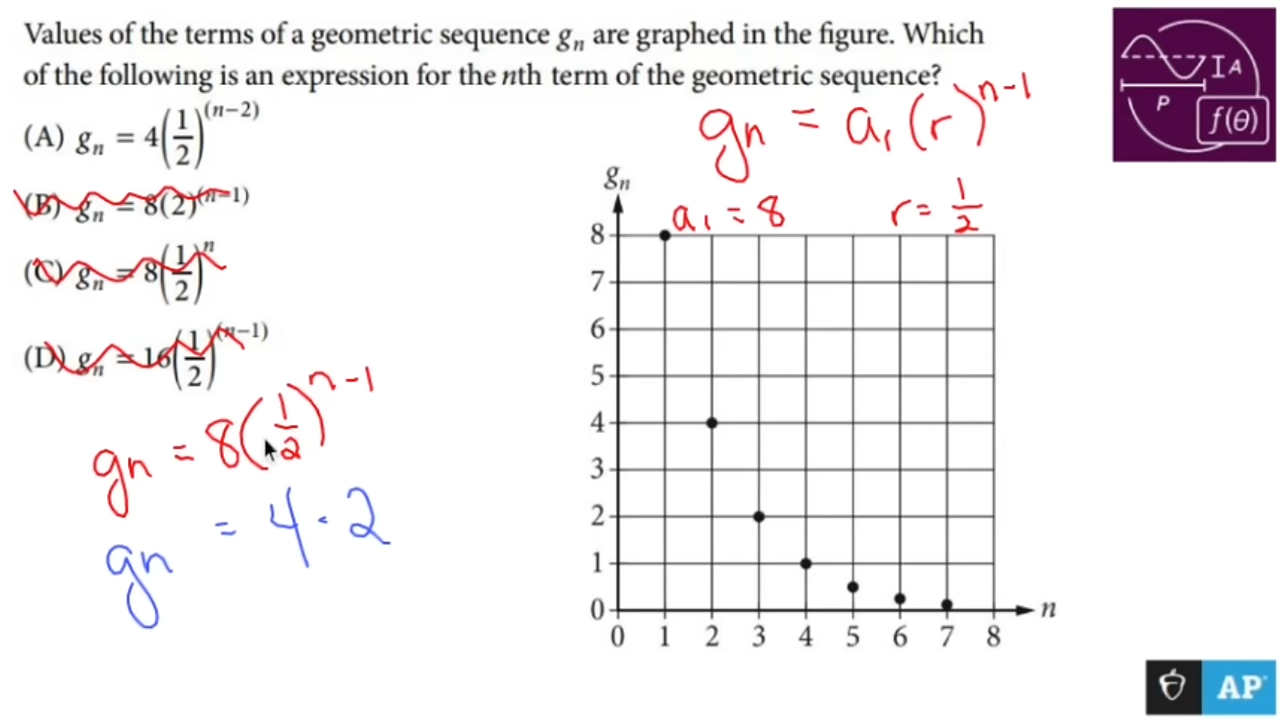 Values of the terms of a geometric sequence gₙ are graphed in the figure. Which
of the following is an expression for the nth term of the geometric sequence?
(A) gₙ = 4(1/2)^(n−2)
(B) gₙ = 8(2)^(n−1)
(C) gₙ = 8(1/2)^n
(D) gₙ = 16(1/2)^(n−1)
gn = 8(1/2)^n-1
gn = 4 · 2
gn = a₁(r)^n-1
a₁ = 8 r = 1/2
gₙ
8
7
6
5
4
3
2
1
0
0 1 2 3 4 5 6 7 8 n
I A
P
f(θ)
AP